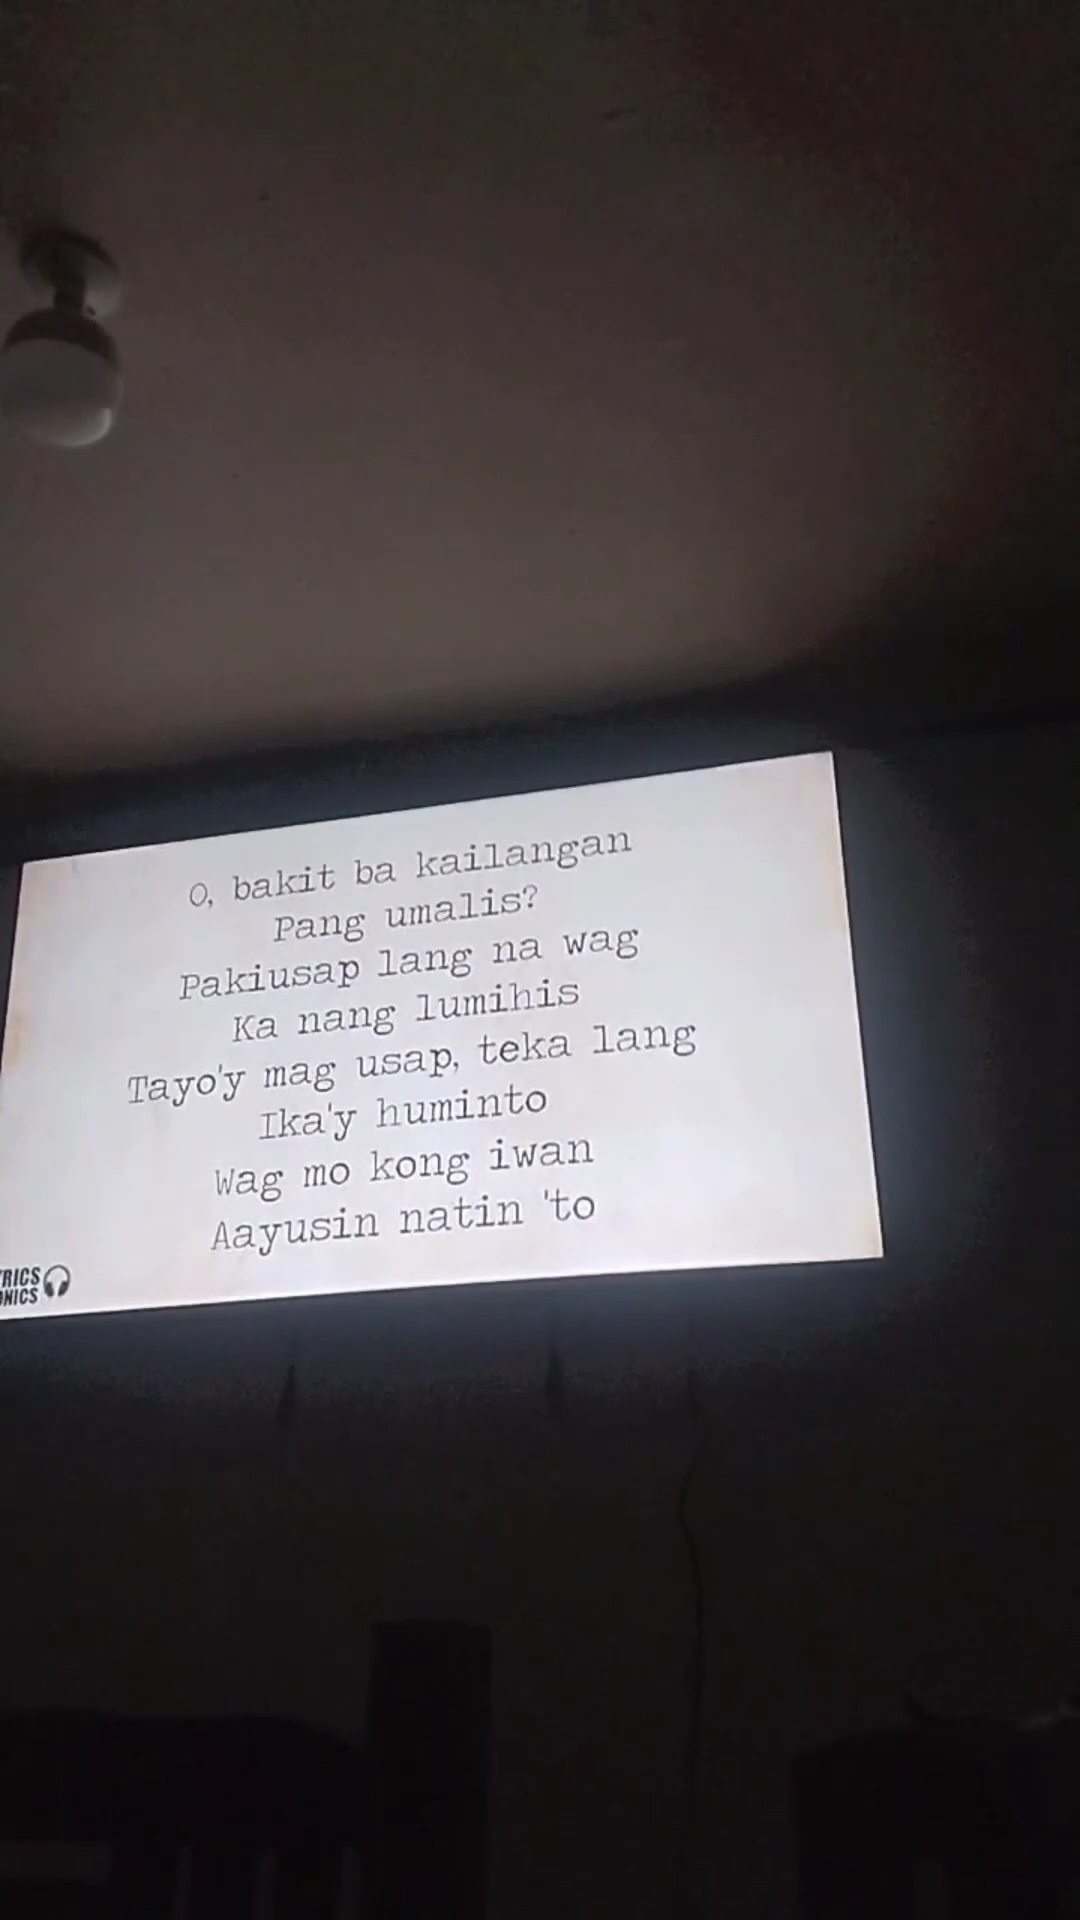 O, bakit ba kailangan
Pang umalis?
Pakiusap lang na wag
Ka nang lumihis
Tayo'y mag usap, teka lang
Ika'y huminto
Wag mo kong iwan
Aayusin natin 'to